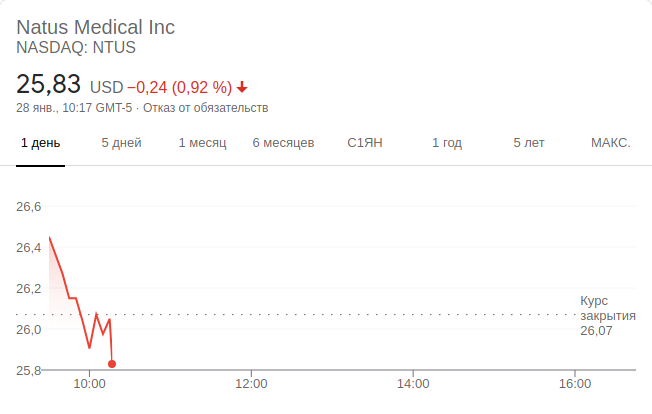 Natus Medical Inc
NASDAQ: NTUS
25,83 USD −0,24 (0,92 %)
28 янв., 10:17 GMT-5 · Отказ от обязательств
1 день 5 дней 1 месяц 6 месяцев С1ЯН 1 год 5 лет МАКС.
26,6
26,4
26,2
Курс
закрытия
26,07
26,0
25,8
10:00 12:00 14:00 16:00